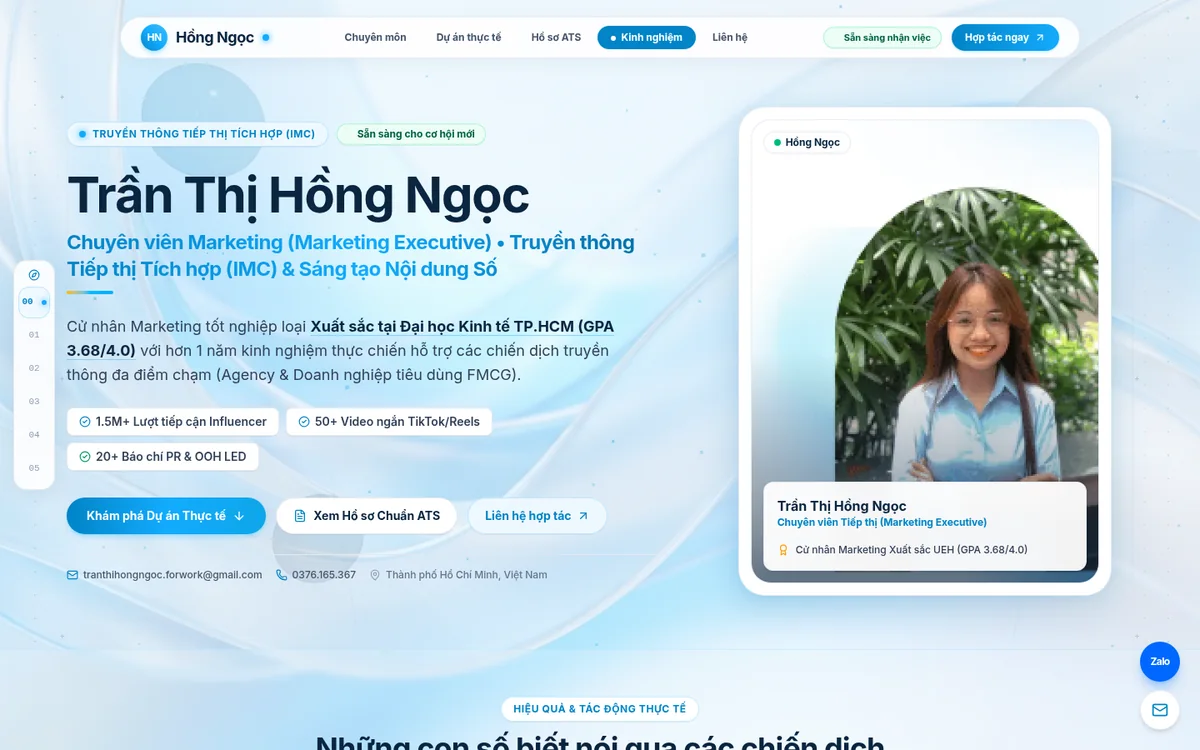 HN Hồng Ngọc
Chuyên môn
Dự án thực tế
Hồ sơ ATS
Kinh nghiệm
Liên hệ
Sẵn sàng nhận việc
Hợp tác ngay
TRUYỀN THÔNG TIẾP THỊ TÍCH HỢP (IMC)
Sẵn sàng cho cơ hội mới
Trần Thị Hồng Ngọc
Chuyên viên Marketing (Marketing Executive) • Truyền thông
Tiếp thị Tích hợp (IMC) & Sáng tạo Nội dung Số
Cử nhân Marketing tốt nghiệp loại Xuất sắc tại Đại học Kinh tế TP.HCM (GPA
3.68/4.0) với hơn 1 năm kinh nghiệm thực chiến hỗ trợ các chiến dịch truyền
thông đa điểm chạm (Agency & Doanh nghiệp tiêu dùng FMCG).
1.5M+ Lượt tiếp cận Influencer
50+ Video ngắn TikTok/Reels
20+ Báo chí PR & OOH LED
Khám phá Dự án Thực tế
Xem Hồ sơ Chuẩn ATS
Liên hệ hợp tác
tranthihongngoc.forwork@gmail.com
0376.165.367
Thành phố Hồ Chí Minh, Việt Nam
00
01
02
03
04
05
Hồng Ngọc
Trần Thị Hồng Ngọc
Chuyên viên Tiếp thị (Marketing Executive)
Cử nhân Marketing Xuất sắc UEH (GPA 3.68/4.0)
Zalo
HIỆU QUẢ & TÁC ĐỘNG THỰC TẾ
Những con số biết nói qua các chiến dịch